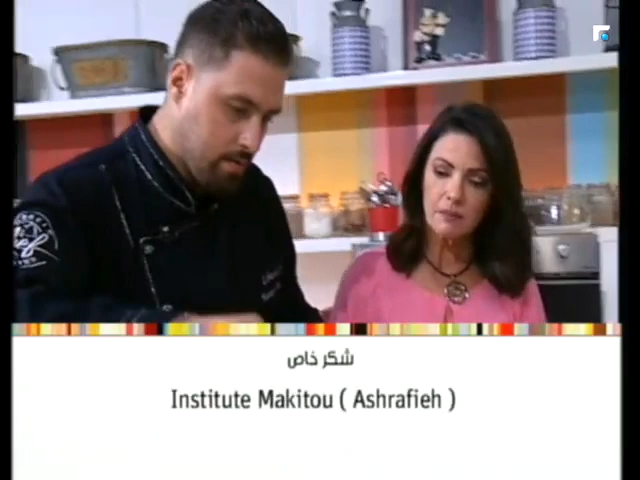 شكر خاص
Institute Makitou ( Ashrafieh )